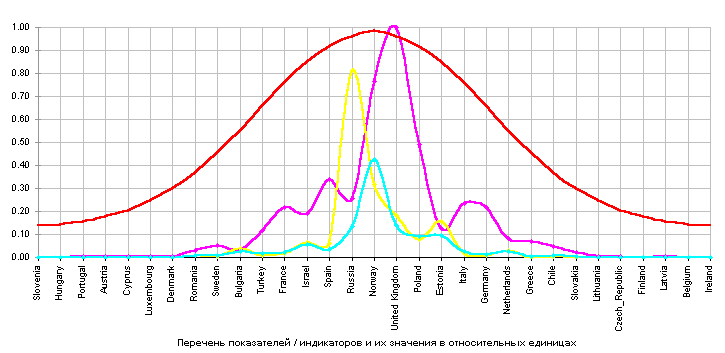 1.00
0.90
0.80
0.70
0.60
0.50
0.40
0.30
0.20
0.10
0.00
Slovenia
Hungary
Portugal
Austria
Cyprus
Luxembourg
Denmark
Romania
Sweden
Bulgaria
Turkey
France
Israel
Spain
Russia
Norway
United Kingdom
Poland
Estonia
Italy
Germany
Netherlands
Greece
Chile
Slovakia
Lithuania
Czech_Republic
Finland
Latvia
Belgium
Ireland
Перечень показателей / индикаторов и их значения в относительных единицах